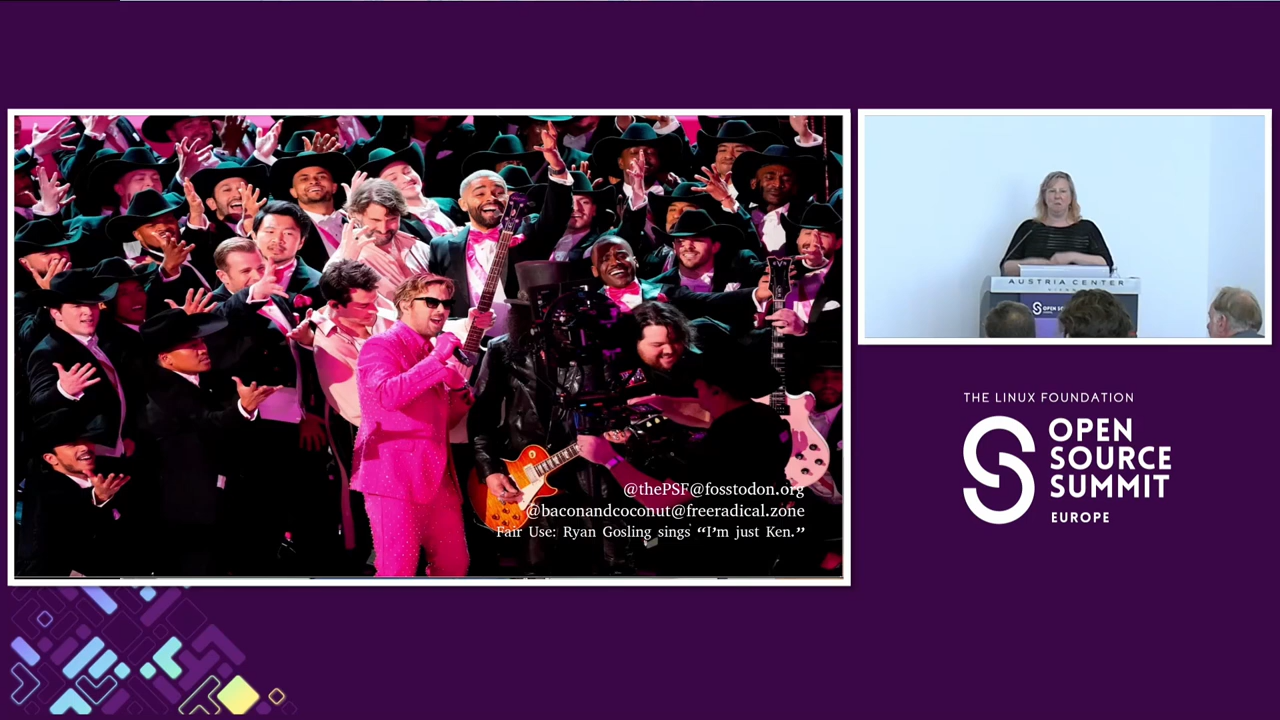 @thePSF@fosstodon.org
@baconandcoconut@freeradical.zone
Fair Use: Ryan Gosling sings “I’m just Ken.”
AUSTRIA CENTER
THE LINUX FOUNDATION
OPEN
SOURCE
SUMMIT
EUROPE